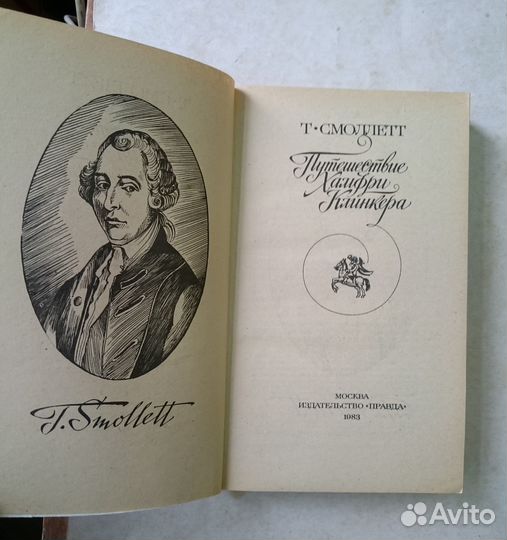 T. Smollett
Т·СМОЛЛЕТТ
Путешествие
Хамфри
Клинкера
МОСКВА
ИЗДАТЕЛЬСТВО «ПРАВДА»
1983
Avito